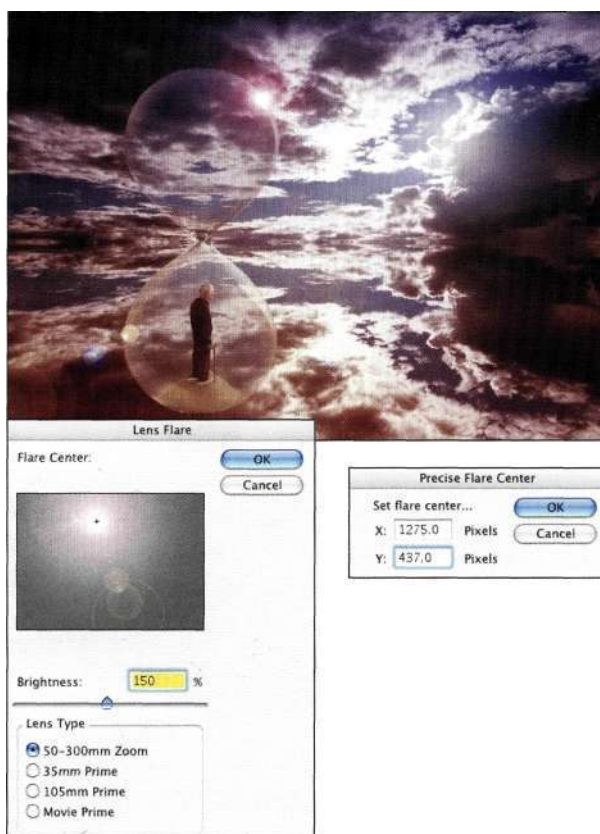 Lens Flare
Flare Center:
OK
Cancel
Brightness: 150 %
Lens Type
50-300mm Zoom
35mm Prime
105mm Prime
Movie Prime
Precise Flare Center
Set flare center...
OK
X: 1275.0 Pixels
Cancel
Y: 437.0 Pixels